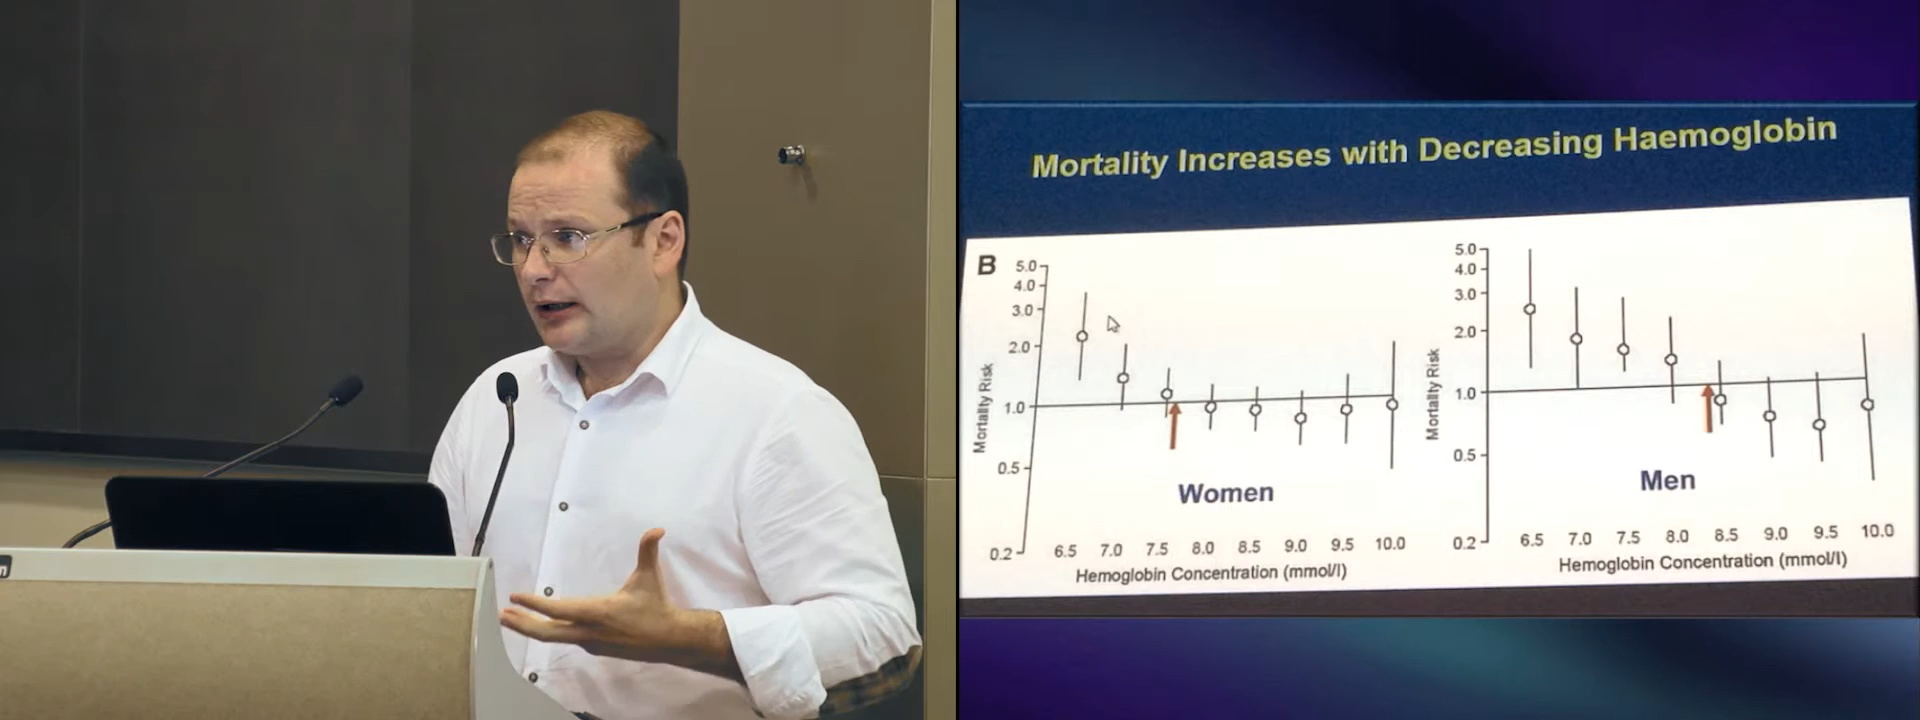 n
Mortality Increases with Decreasing Haemoglobin
B
5.0
4.0
3.0
2.0
1.0
0.5
0.2
Mortality Risk
Women
6.5 7.0 7.5 8.0 8.5 9.0 9.5 10.0
Hemoglobin Concentration (mmol/l)
5.0
4.0
3.0
2.0
1.0
0.5
0.2
Mortality Risk
Men
6.5 7.0 7.5 8.0 8.5 9.0 9.5 10.0
Hemoglobin Concentration (mmol/l)